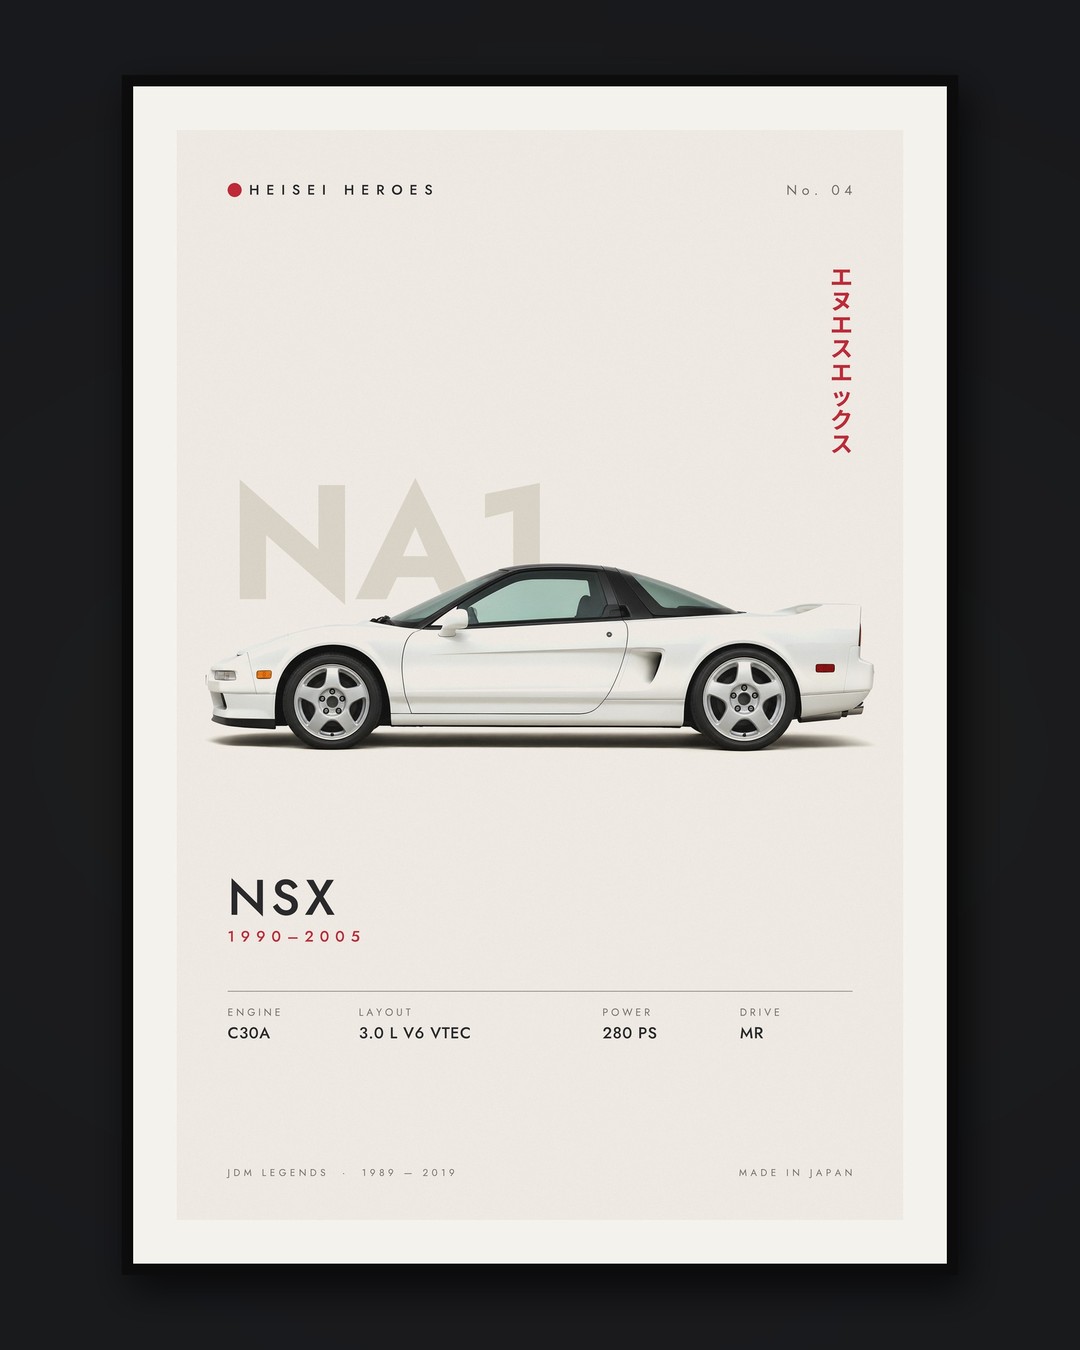 HEISEI HEROES
No. 04
エヌエスエックス
NA1
NSX
1990–2005
ENGINE LAYOUT POWER DRIVE
C30A 3.0 L V6 VTEC 280 PS MR
JDM LEGENDS · 1989 — 2019
MADE IN JAPAN